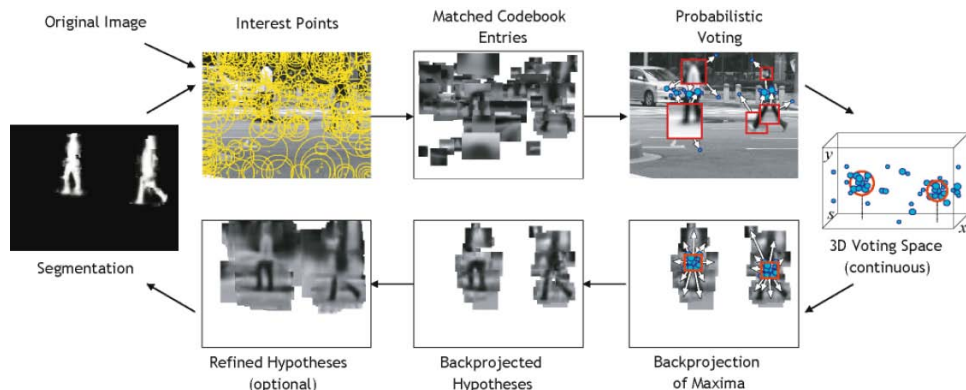 Original Image
Interest Points
Matched Codebook
Entries
Probabilistic
Voting
y
s
x
3D Voting Space
(continuous)
Segmentation
Refined Hypotheses
(optional)
Backprojected
Hypotheses
Backprojection
of Maxima